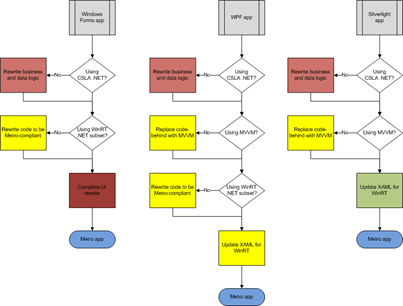 Windows
Forms app
Rewrite business
and data logic
No
Using
CSLA .NET?
Rewrite code to be
Metro-compliant
No
Using WinRT
.NET subset?
Complete UI
rewrite
Metro app
WPF app
Rewrite business
and data logic
No
Using
CSLA .NET?
Replace code-
behind with MVVM
No
Using MVVM?
Rewrite code to be
Metro-compliant
No
Using WinRT
.NET subset?
Update XAML for
WinRT
Metro app
Silverlight
app
Rewrite business
and data logic
No
Using
CSLA .NET?
Replace code-
behind with MVVM
No
Using MVVM?
Update XAML for
WinRT
Metro app